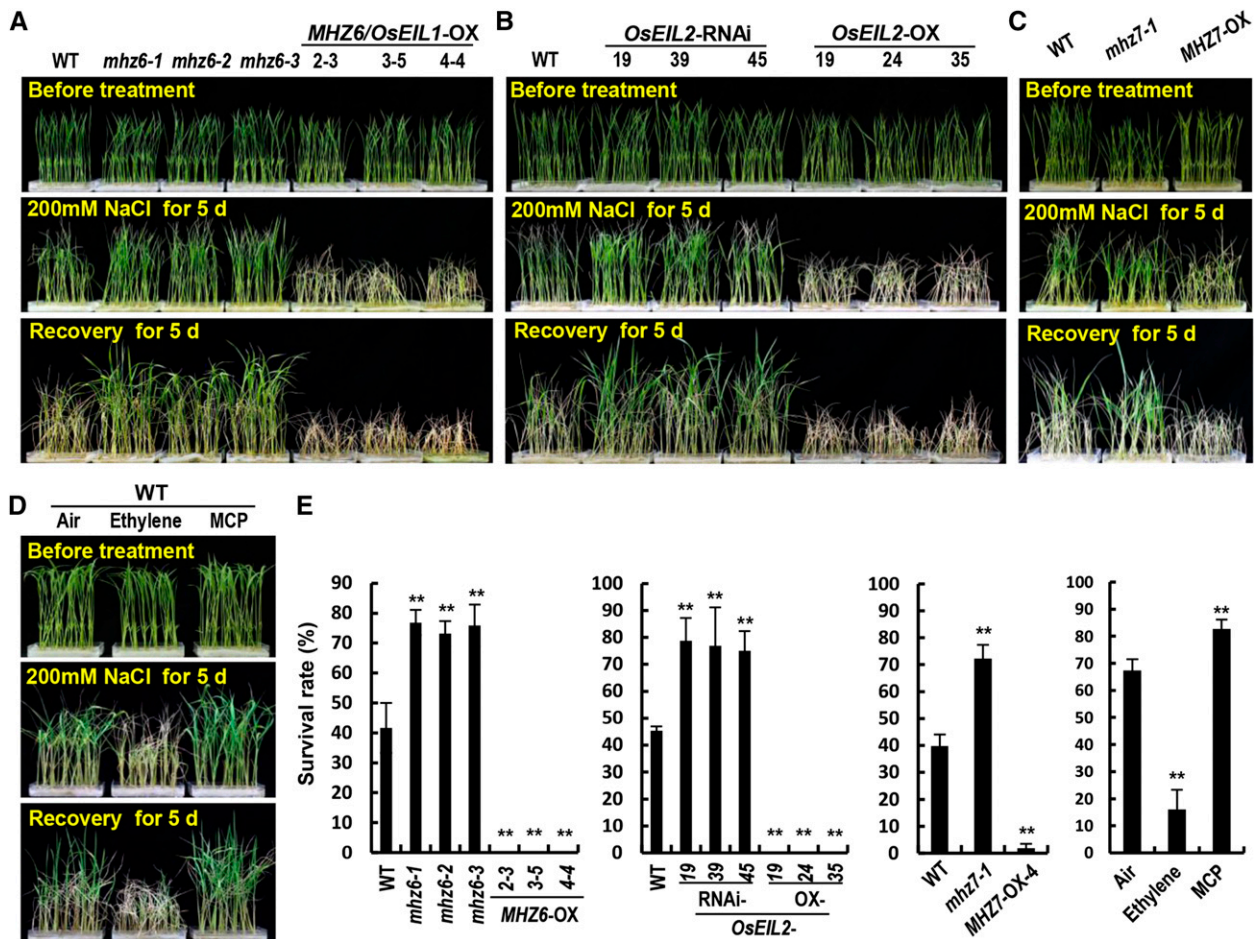 A
MHZ6/OsEIL1-OX
WT mhz6-1 mhz6-2 mhz6-3 2-3 3-5 4-4
Before treatment
200mM NaCl for 5 d
Recovery for 5 d
B
OsEIL2-RNAi OsEIL2-OX
WT 19 39 45 19 24 35
Before treatment
200mM NaCl for 5 d
Recovery for 5 d
C
WT mhz7-1 MHZ7-OX
Before treatment
200mM NaCl for 5 d
Recovery for 5 d
D
WT
Air Ethylene MCP
Before treatment
200mM NaCl for 5 d
Recovery for 5 d
E
Survival rate (%)
90
80
70
60
50
40
30
20
10
0
** ** ** ** ** **
WT mhz6-1 mhz6-2 mhz6-3 2-3 3-5 4-4
MHZ6-OX
100
90
80
70
60
50
40
30
20
10
0
** ** ** ** ** **
WT 19 39 45 19 24 35
RNAi- OX-
OsEIL2-
100
90
80
70
60
50
40
30
20
10
0
** **
WT mhz7-1 MHZ7-OX-4
100
90
80
70
60
50
40
30
20
10
0
** **
Air Ethylene MCP